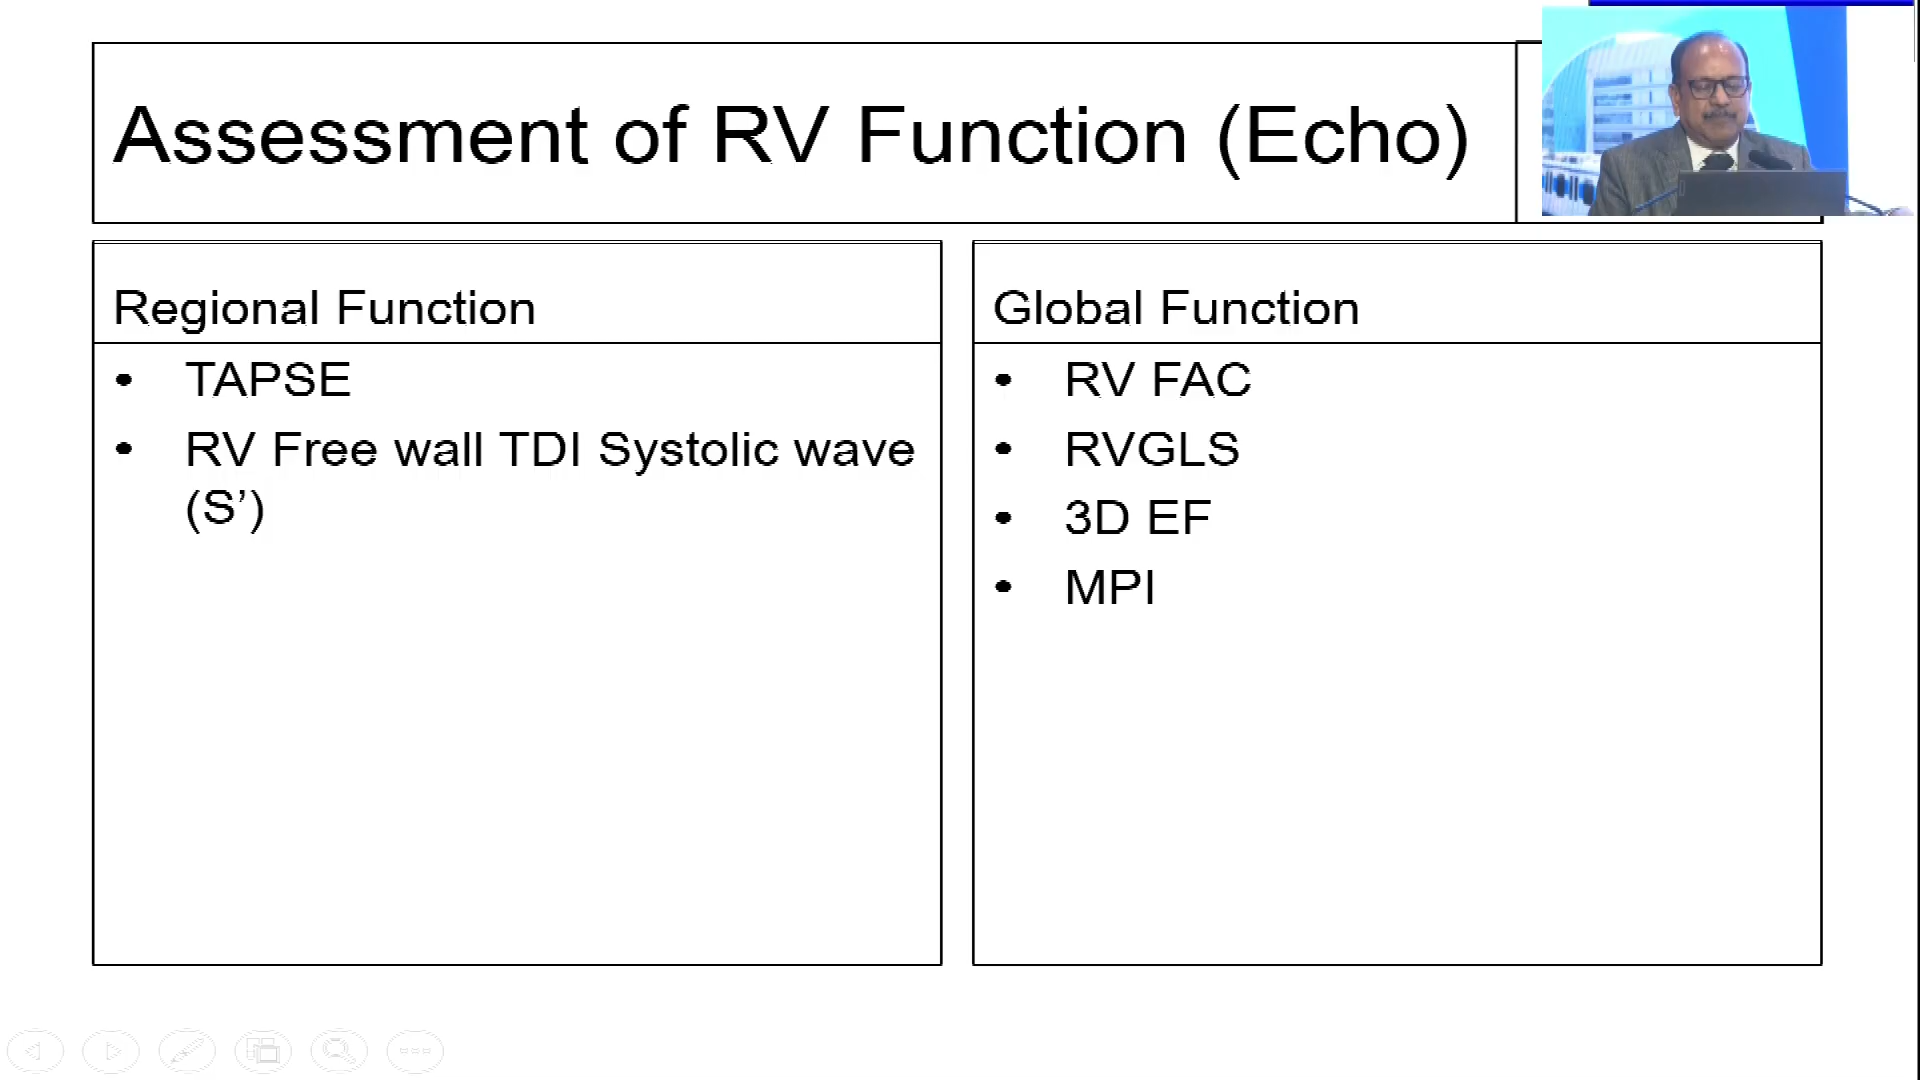 Assessment of RV Function (Echo)
Regional Function
• TAPSE
• RV Free wall TDI Systolic wave
(S’)
Global Function
• RV FAC
• RVGLS
• 3D EF
• MPI